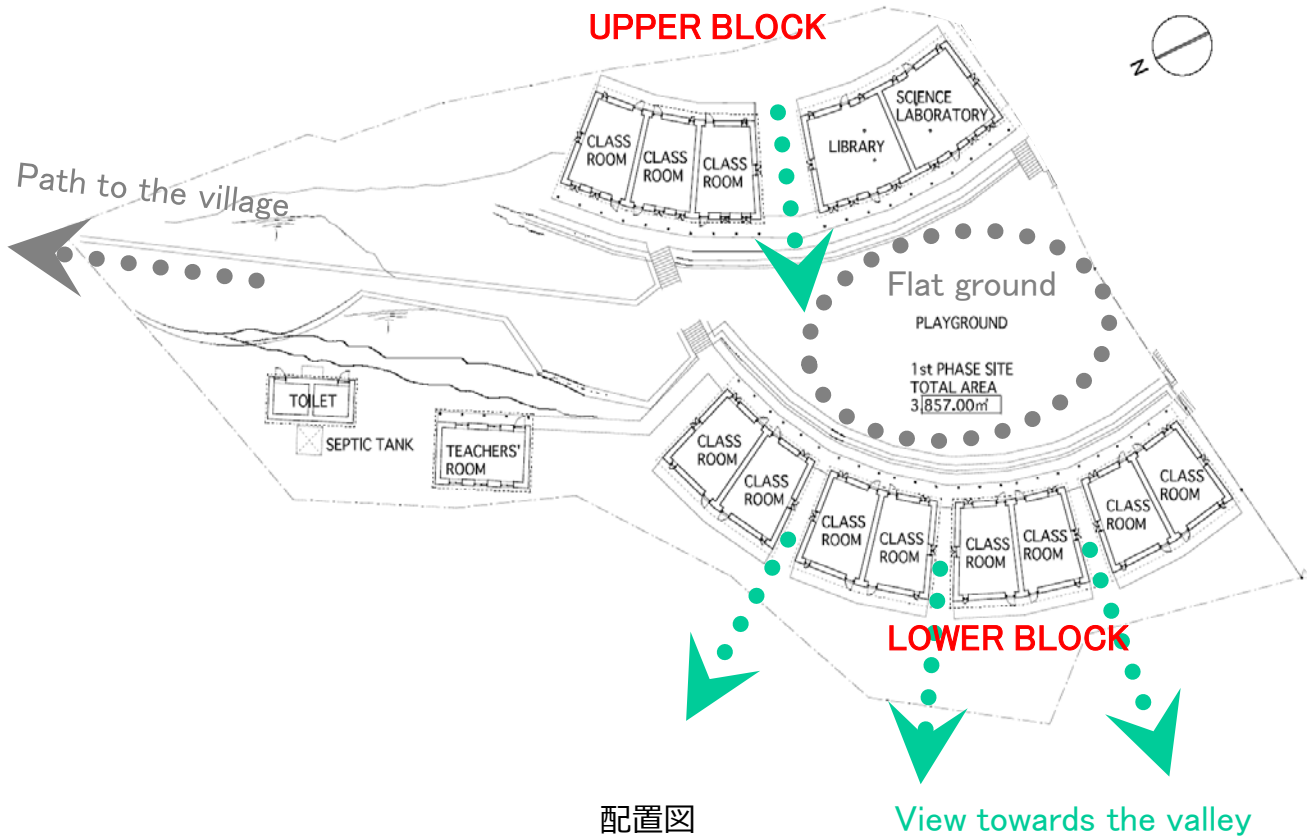 UPPER BLOCK
N
SCIENCE
LABORATORY
LIBRARY
CLASS
ROOM
CLASS
ROOM
CLASS
ROOM
Path to the village
Flat ground
PLAYGROUND
1st PHASE SITE
TOTAL AREA
3,857.00㎡
TOILET
SEPTIC TANK
TEACHERS'
ROOM
CLASS
ROOM
CLASS
ROOM
CLASS
ROOM
CLASS
ROOM
CLASS
ROOM
CLASS
ROOM
CLASS
ROOM
CLASS
ROOM
LOWER BLOCK
配置図
View towards the valley